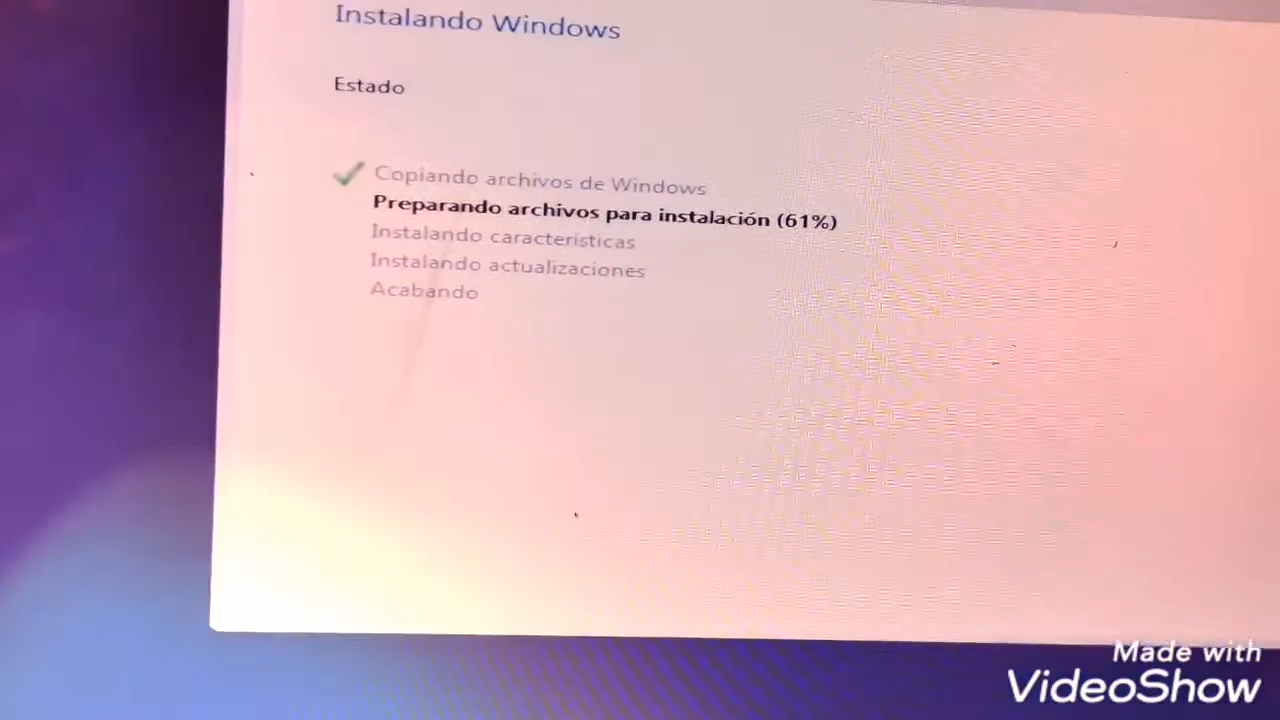 Instalando Windows
Estado
Copiando archivos de Windows
Preparando archivos para instalación (61%)
Instalando características
Instalando actualizaciones
Acabando
Made with
VideoShow